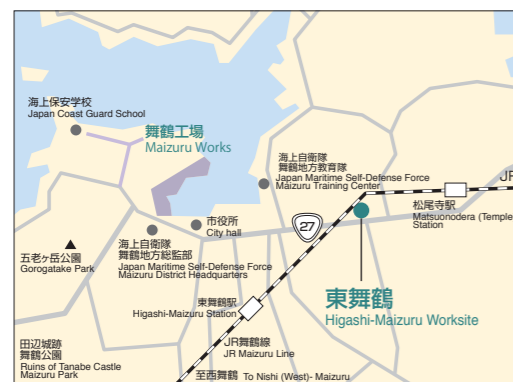 海上保安学校
Japan Coast Guard School
舞鶴工場
Maizuru Works
海上自衛隊
舞鶴地方教育隊
Japan Maritime Self-Defense Force
Maizuru Training Center
JR
松尾寺駅
Matsuonodera (Temple
Station
市役所
City hall
27
海上自衛隊
舞鶴地方総監部
Japan Maritime Self-Defense Force
Maizuru District Headquarters
五老ヶ岳公園
Gorogatake Park
東舞鶴
Higashi-Maizuru Worksite
東舞鶴駅
Higashi-Maizuru Station
田辺城跡
舞鶴公園
Ruins of Tanabe Castle
Maizuru Park
JR舞鶴線
JR Maizuru Line
至西舞鶴 To Nishi (West)- Maizuru